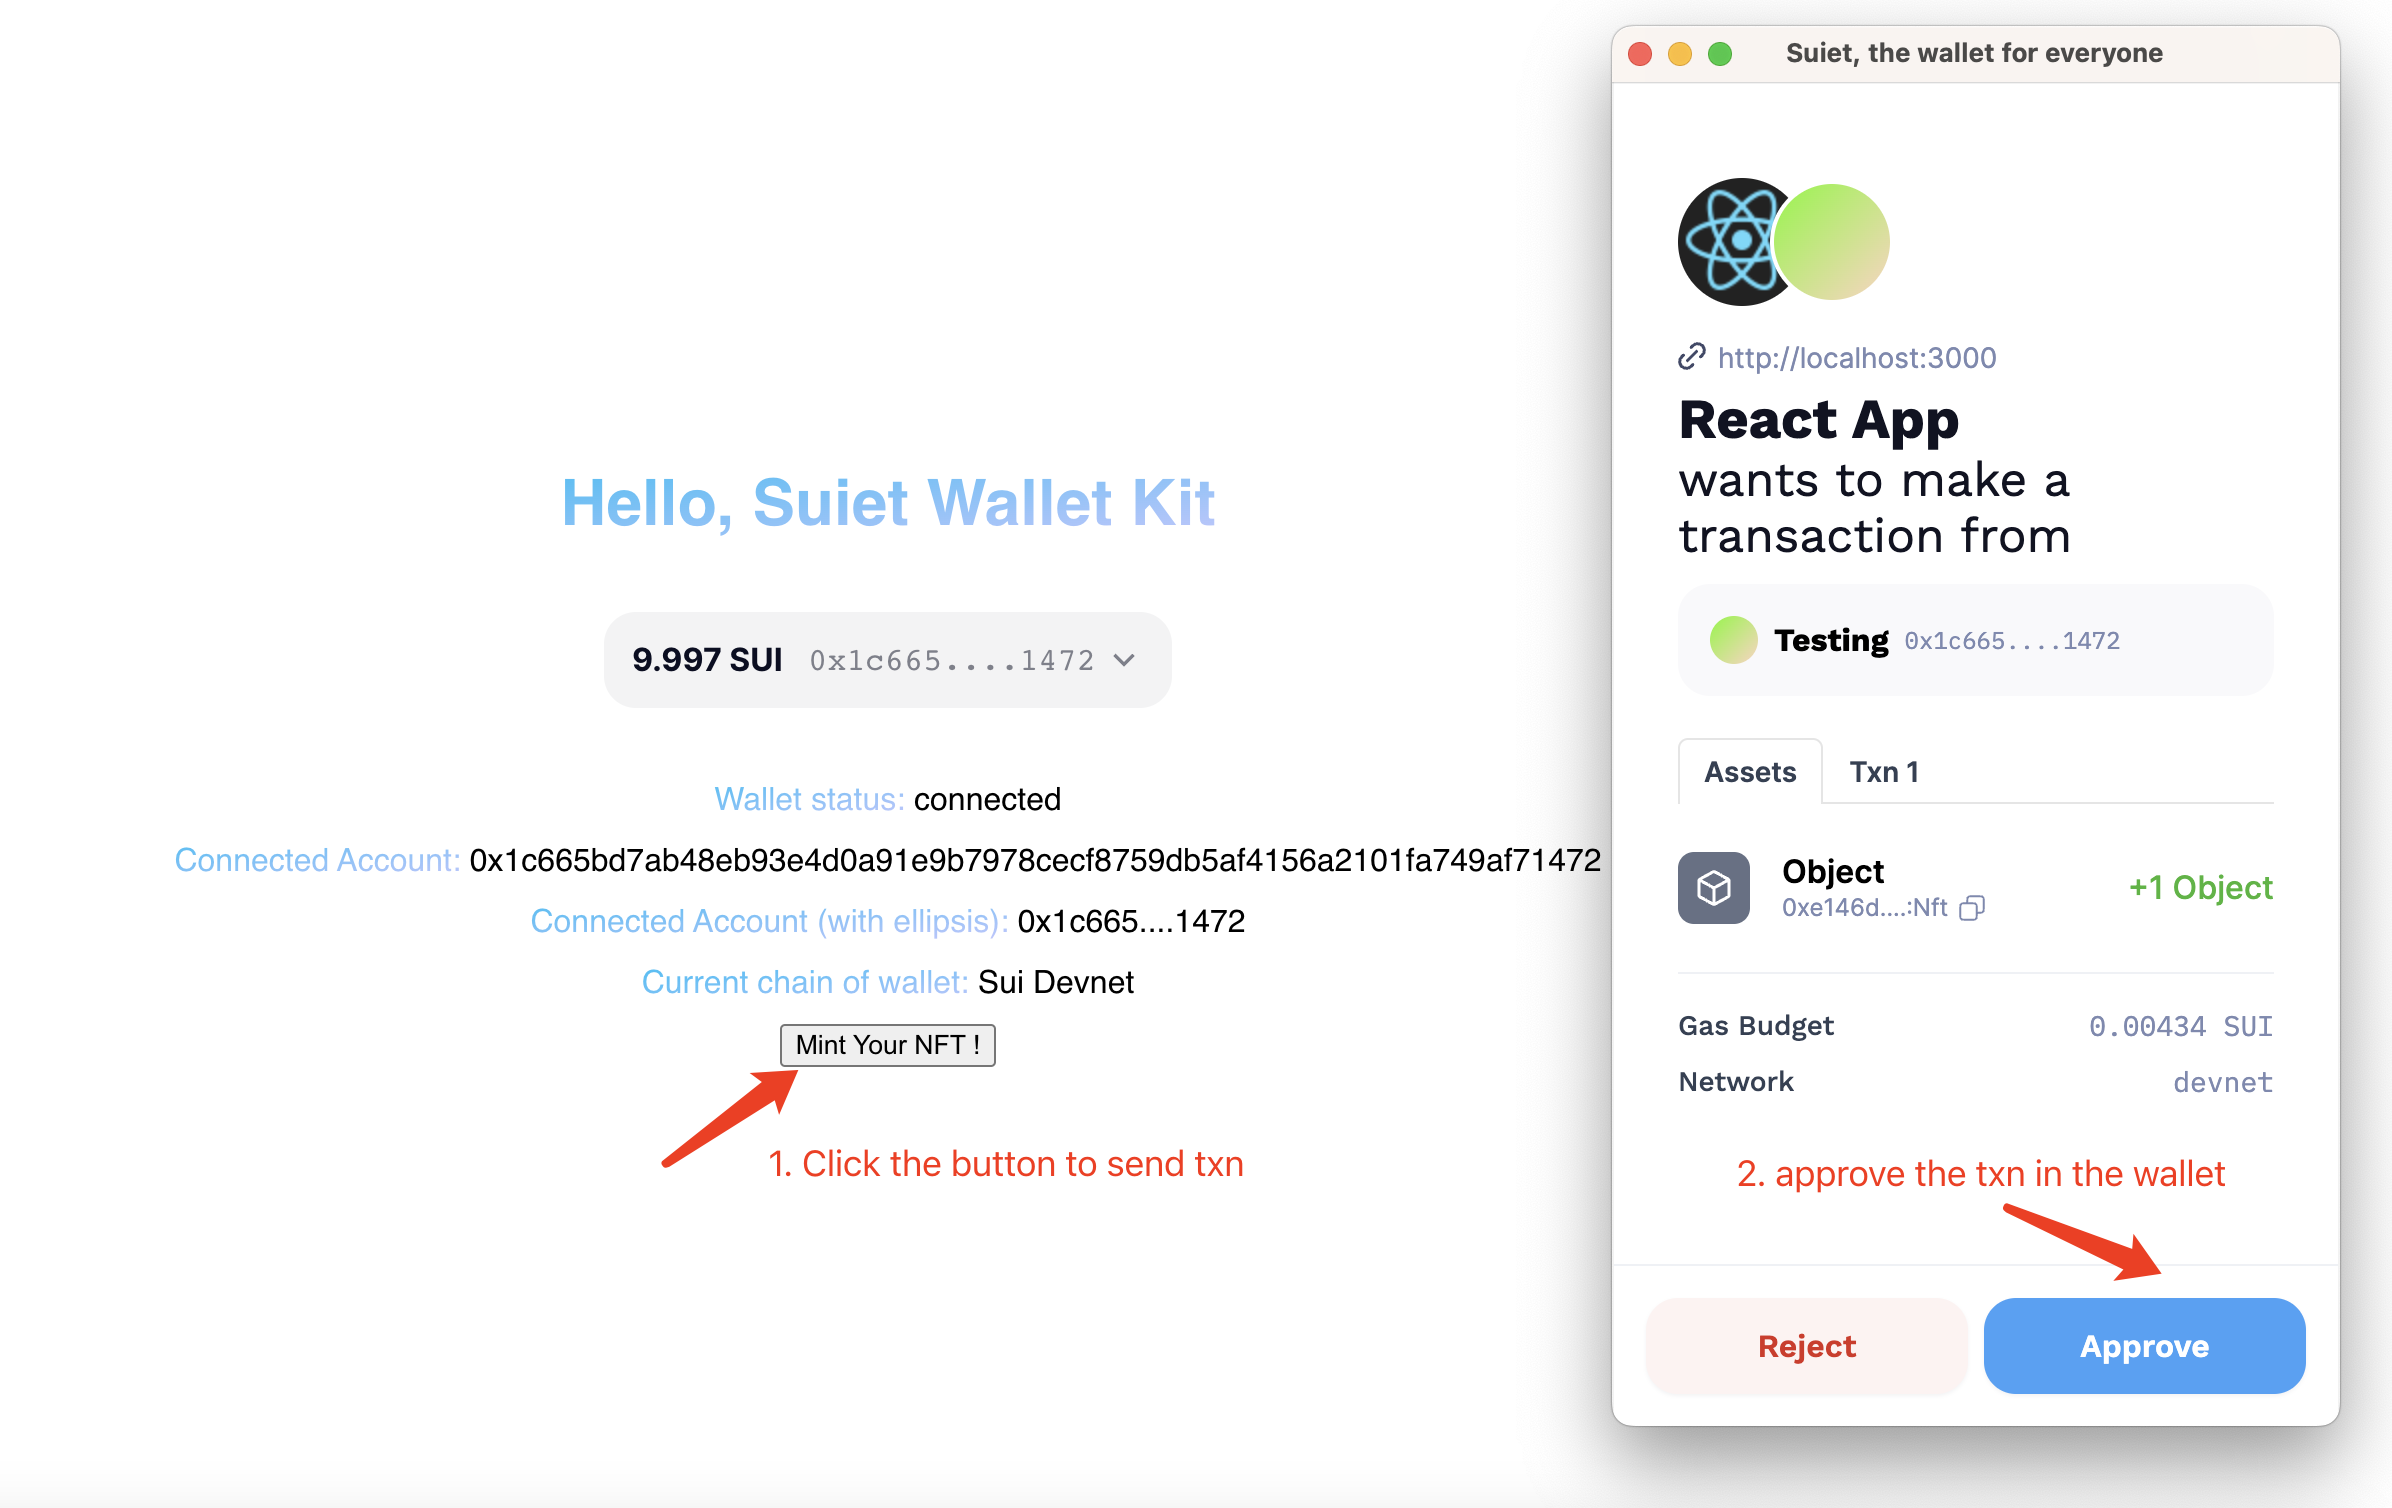 Hello, Suiet Wallet Kit
9.997 SUI 0x1c665....1472
Wallet status: connected
Connected Account: 0x1c665bd7ab48eb93e4d0a91e9b7978cecf8759db5af4156a2101fa749af71472
Connected Account (with ellipsis): 0x1c665....1472
Current chain of wallet: Sui Devnet
Mint Your NFT !
1. Click the button to send txn
Suiet, the wallet for everyone
http://localhost:3000
React App
wants to make a
transaction from
Testing 0x1c665....1472
Assets Txn 1
Object
0xe146d....:Nft
+1 Object
Gas Budget 0.00434 SUI
Network devnet
2. approve the txn in the wallet
Reject Approve